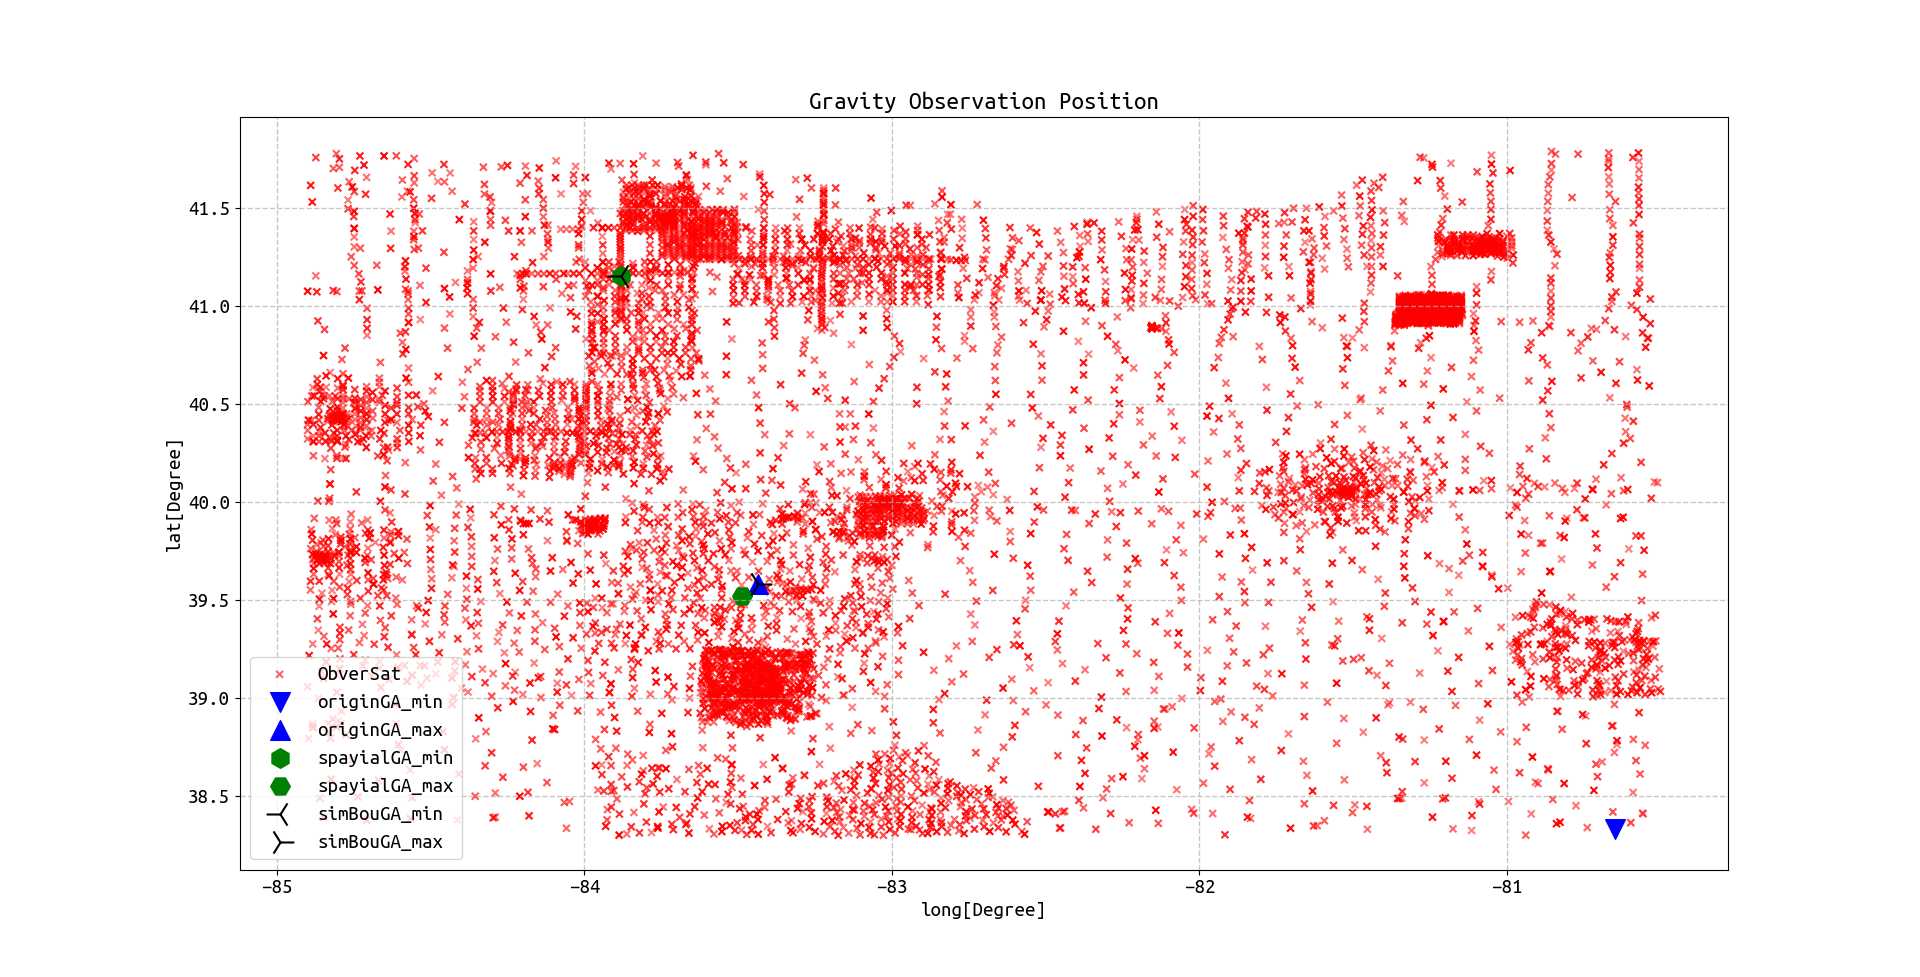 Gravity Observation Position
lat[Degree]
41.5
41.0
40.5
40.0
39.5
39.0
38.5
ObverSat
originGA_min
originGA_max
spayialGA_min
spayialGA_max
simBouGA_min
simBouGA_max
−85 −84 −83 −82 −81
long[Degree]